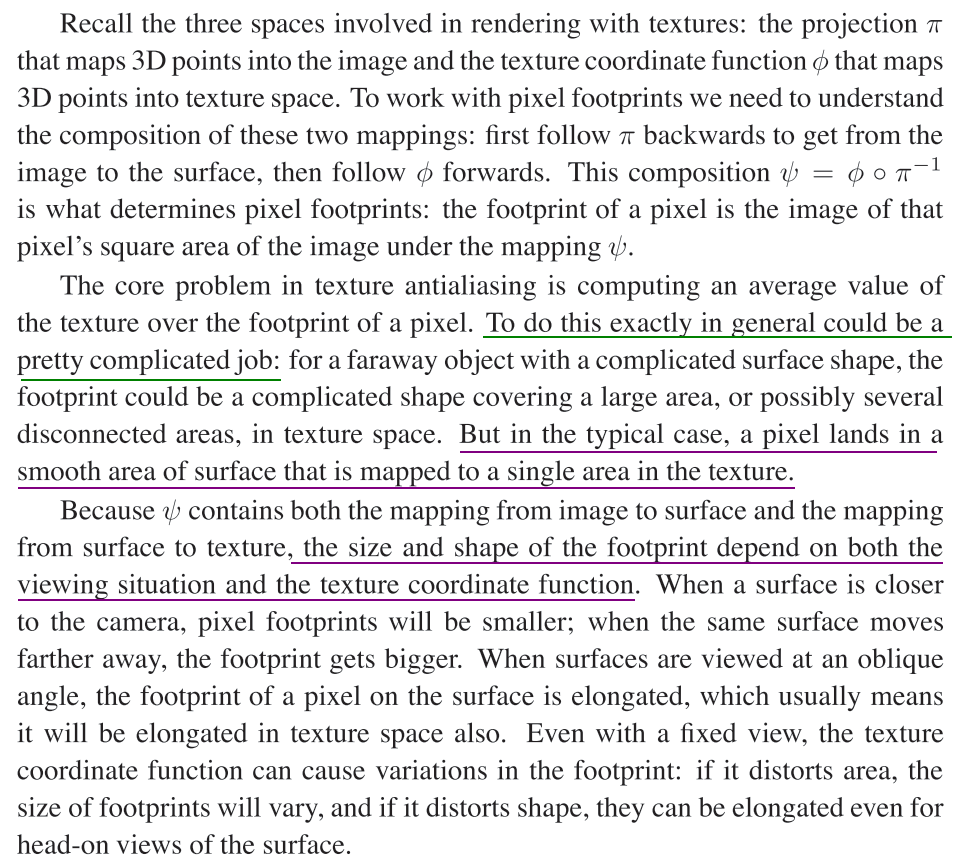 Recall the three spaces involved in rendering with textures: the projection π
that maps 3D points into the image and the texture coordinate function ϕ that maps
3D points into texture space. To work with pixel footprints we need to understand
the composition of these two mappings: first follow π backwards to get from the
image to the surface, then follow ϕ forwards. This composition ψ = ϕ ∘ π⁻¹
is what determines pixel footprints: the footprint of a pixel is the image of that
pixel’s square area of the image under the mapping ψ.
The core problem in texture antialiasing is computing an average value of
the texture over the footprint of a pixel. To do this exactly in general could be a
pretty complicated job: for a faraway object with a complicated surface shape, the
footprint could be a complicated shape covering a large area, or possibly several
disconnected areas, in texture space. But in the typical case, a pixel lands in a
smooth area of surface that is mapped to a single area in the texture.
Because ψ contains both the mapping from image to surface and the mapping
from surface to texture, the size and shape of the footprint depend on both the
viewing situation and the texture coordinate function. When a surface is closer
to the camera, pixel footprints will be smaller; when the same surface moves
farther away, the footprint gets bigger. When surfaces are viewed at an oblique
angle, the footprint of a pixel on the surface is elongated, which usually means
it will be elongated in texture space also. Even with a fixed view, the texture
coordinate function can cause variations in the footprint: if it distorts area, the
size of footprints will vary, and if it distorts shape, they can be elongated even for
head-on views of the surface.